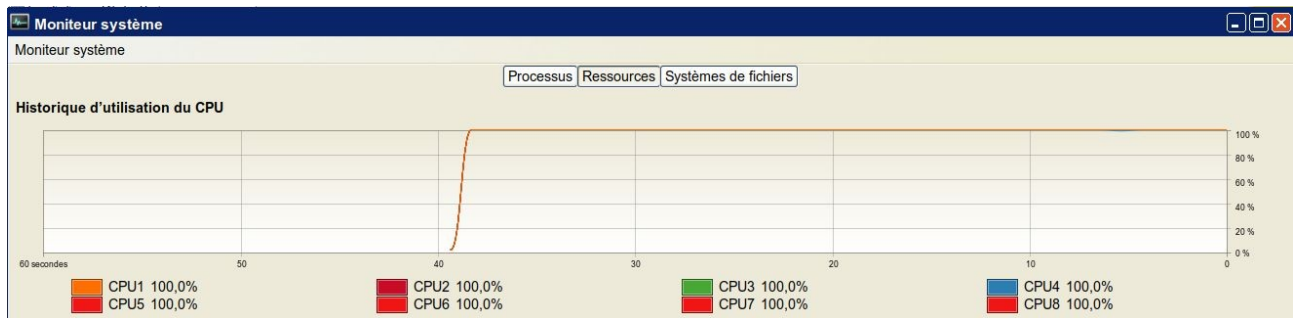 Moniteur système
Moniteur système
Processus Ressources Systèmes de fichiers
Historique d’utilisation du CPU
100 %
80 %
60 %
40 %
20 %
0 %
60 secondes 50 40 30 20 10 0
CPU1 100,0% CPU2 100,0% CPU3 100,0% CPU4 100,0%
CPU5 100,0% CPU6 100,0% CPU7 100,0% CPU8 100,0%